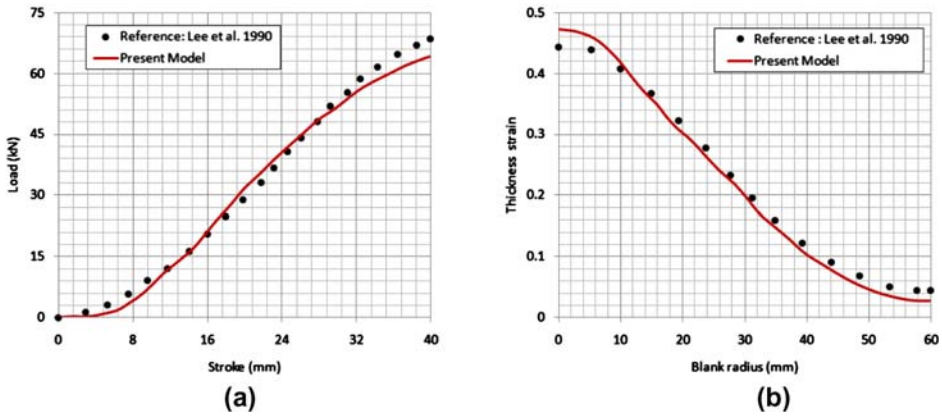 75
60
45
30
15
0
Load (kN)
Reference: Lee et al. 1990
Present Model
0 8 16 24 32 40
Stroke (mm)
(a)
0.5
0.4
0.3
0.2
0.1
0
Thickness strain
Reference : Lee et al. 1990
Present Model
0 10 20 30 40 50 60
Blank radius (mm)
(b)